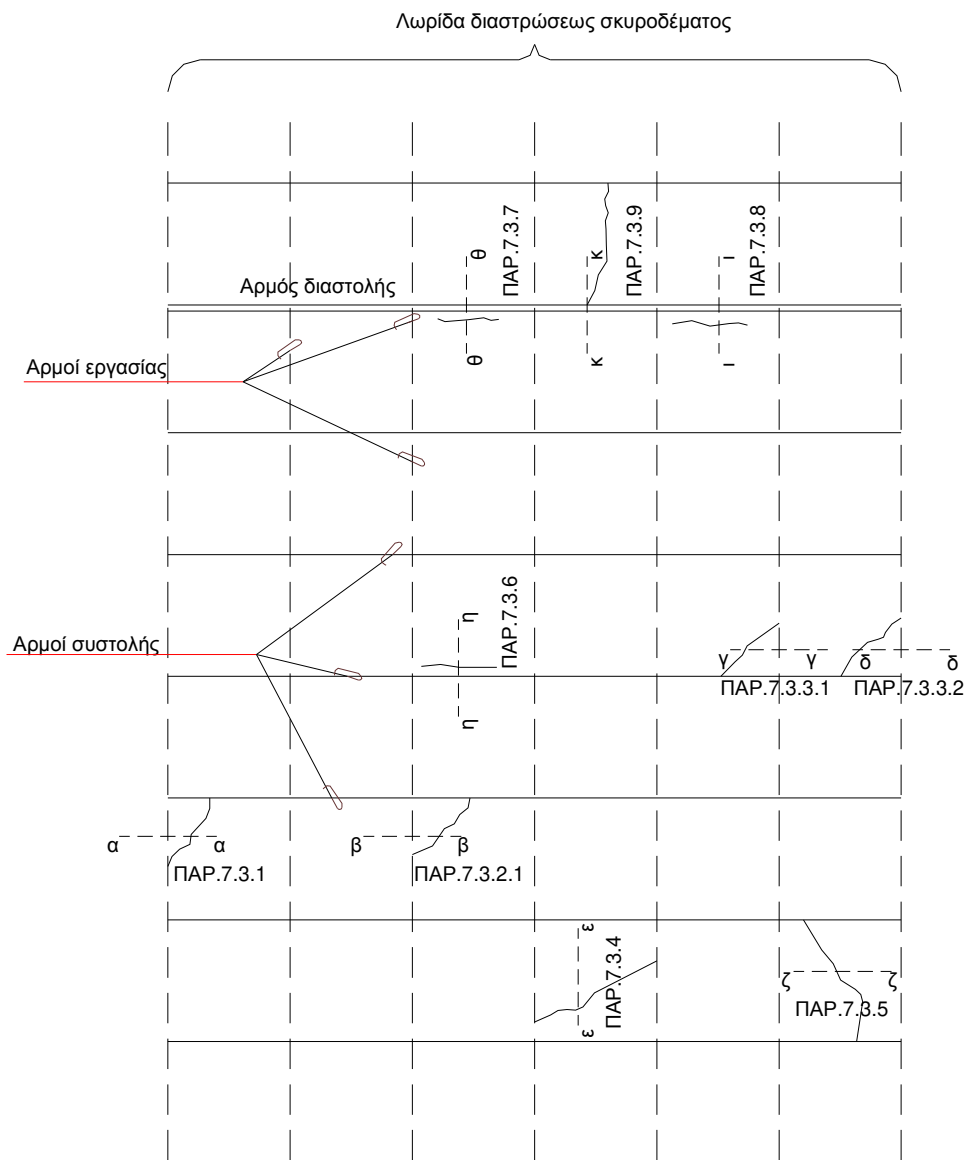 Λωρίδα διαστρώσεως σκυροδέματος
θ
ΠΑΡ.7.3.7
κ
ΠΑΡ.7.3.9
ι
ΠΑΡ.7.3.8
Αρμός διαστολής
Αρμοί εργασίας
θ
κ
ι
η
ΠΑΡ.7.3.6
Αρμοί συστολής
γ
γ
δ
δ
ΠΑΡ.7.3.3.1
ΠΑΡ.7.3.3.2
η
α
α
β
β
ΠΑΡ.7.3.1
ΠΑΡ.7.3.2.1
ε
ΠΑΡ.7.3.4
ζ
ζ
ΠΑΡ.7.3.5
ε